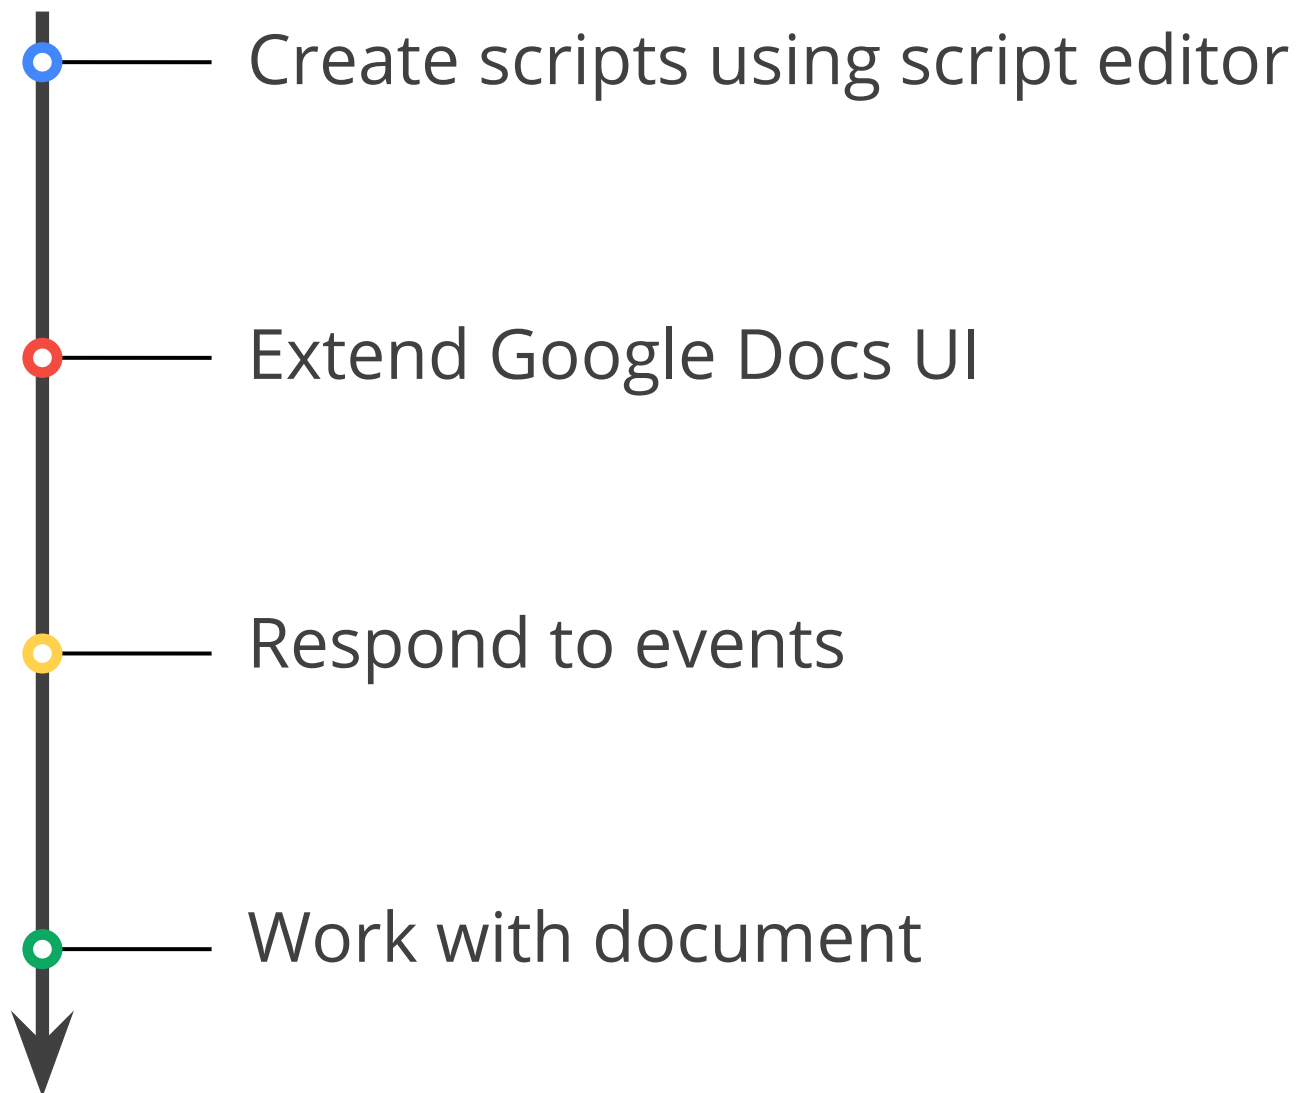 Create scripts using script editor
Extend Google Docs UI
Respond to events
Work with document